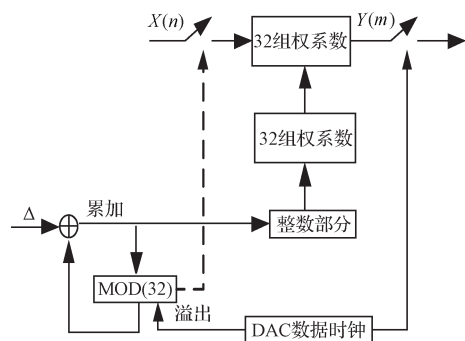 X(n)
32组权系数
Y(m)
32组权系数
Δ
累加
整数部分
MOD(32)
溢出
DAC数据时钟